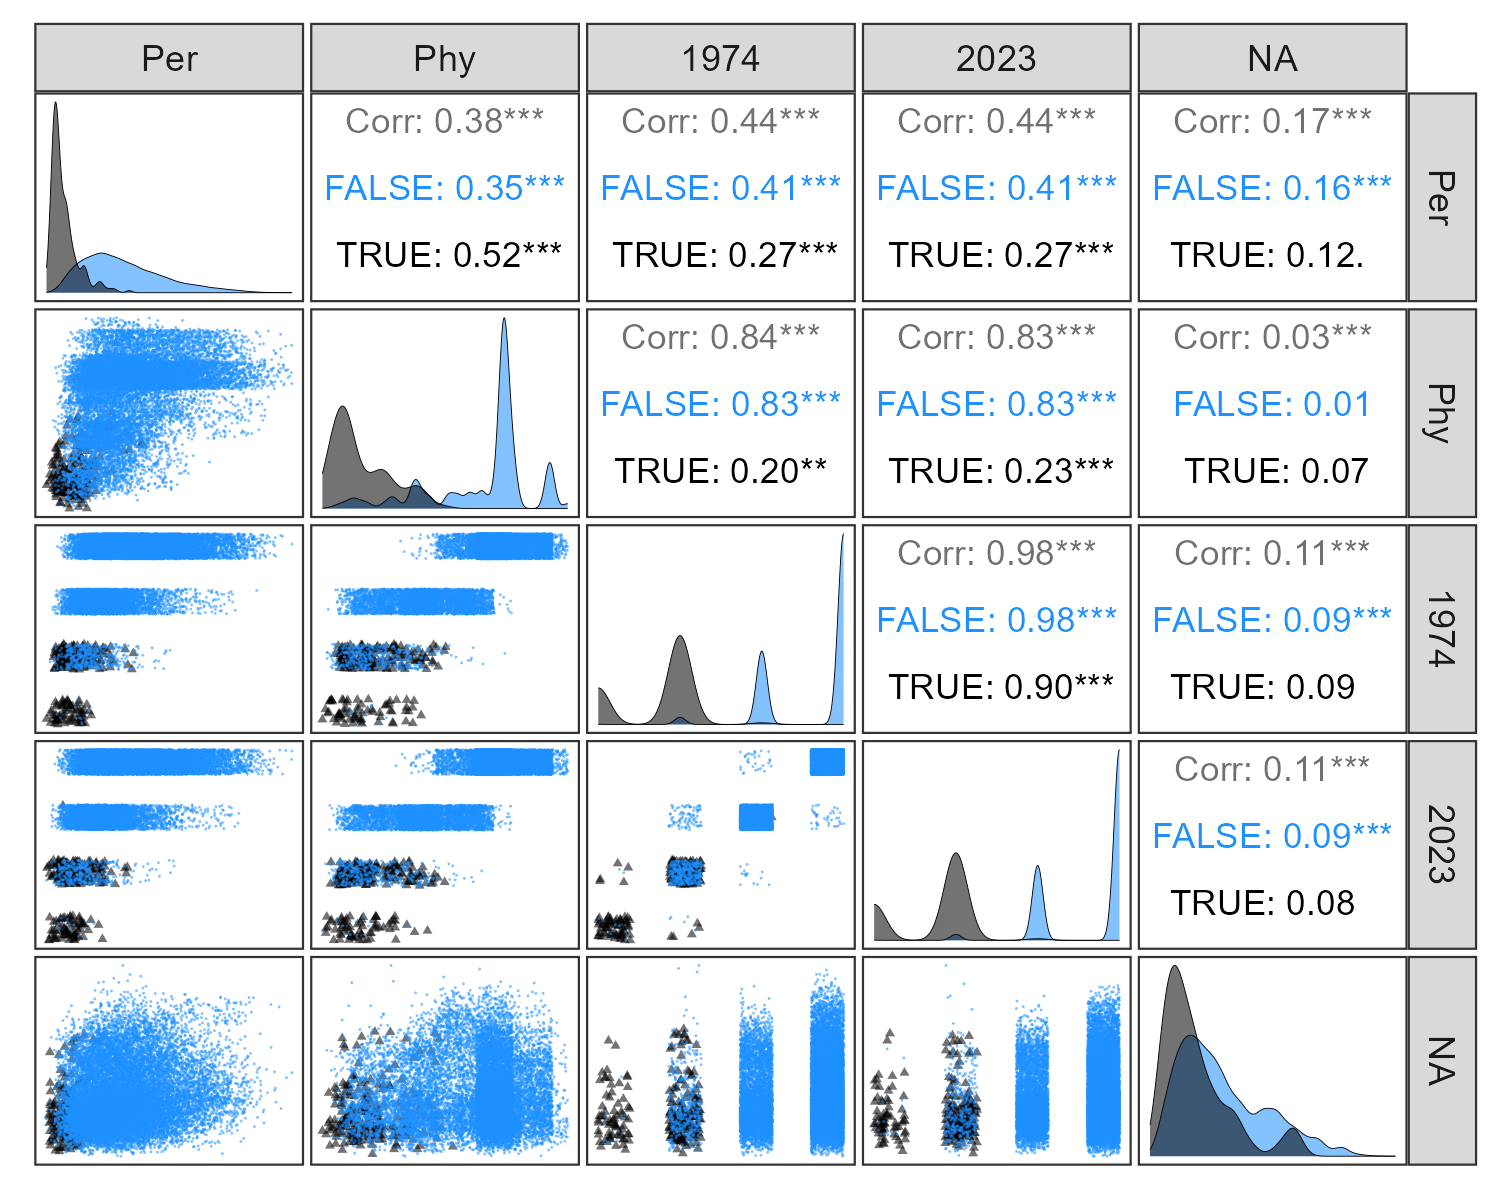 Per Phy 1974 2023 NA
Corr: 0.38*** Corr: 0.44*** Corr: 0.44*** Corr: 0.17***
FALSE: 0.35*** FALSE: 0.41*** FALSE: 0.41*** FALSE: 0.16***
TRUE: 0.52*** TRUE: 0.27*** TRUE: 0.27*** TRUE: 0.12.
Per
Corr: 0.84*** Corr: 0.83*** Corr: 0.03***
FALSE: 0.83*** FALSE: 0.83*** FALSE: 0.01
TRUE: 0.20** TRUE: 0.23*** TRUE: 0.07
Phy
Corr: 0.98*** Corr: 0.11***
FALSE: 0.98*** FALSE: 0.09***
TRUE: 0.90*** TRUE: 0.09
1974
Corr: 0.11***
FALSE: 0.09***
TRUE: 0.08
2023
NA